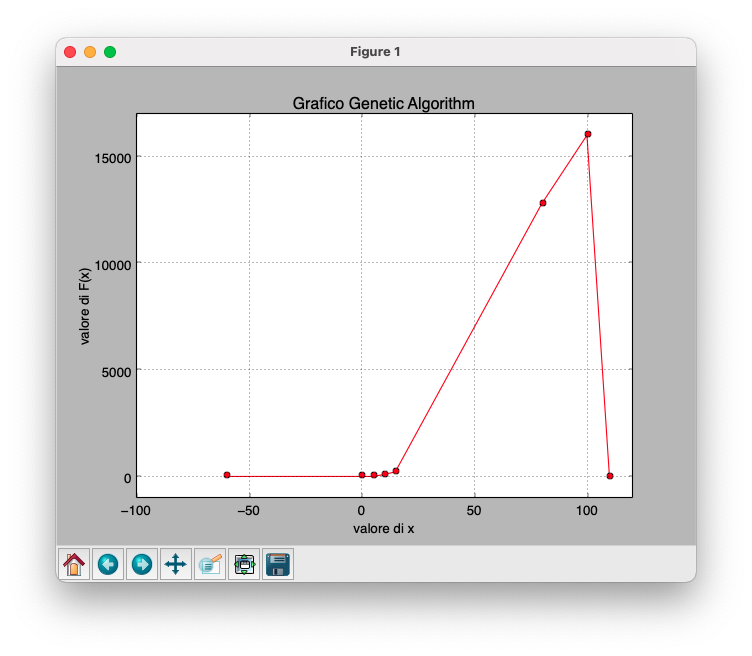 Figure 1
Grafico Genetic Algorithm
15000
10000
5000
0
valore di F(x)
−100 −50 0 50 100
valore di x